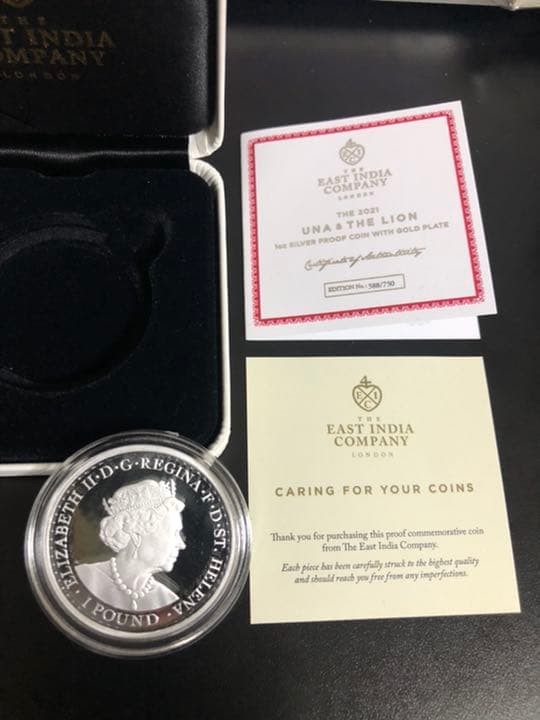 THE
EAST INDIA
COMPANY
LONDON
THE
EAST INDIA
COMPANY
LONDON
THE 2021
UNA & THE LION
1oz SILVER PROOF COIN WITH GOLD PLATE
Certificate of Authenticity
EDITION No: 588/750
EIC
THE
EAST INDIA
COMPANY
LONDON
CARING FOR YOUR COINS
Thank you for purchasing this proof commemorative coin
from The East India Company.
Each piece has been carefully struck to the highest quality
and should reach you free from any imperfections.
ELIZABETH II·D·G·REGINA·F·D·ST. HELENA·
1 POUND